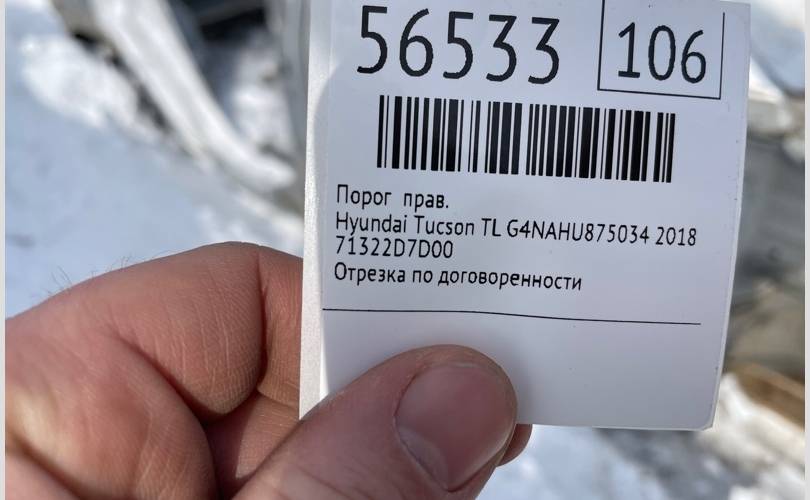 56533
106
Порог прав.
Hyundai Tucson TL G4NAHU875034 2018
71322D7D00
Отрезка по договоренности